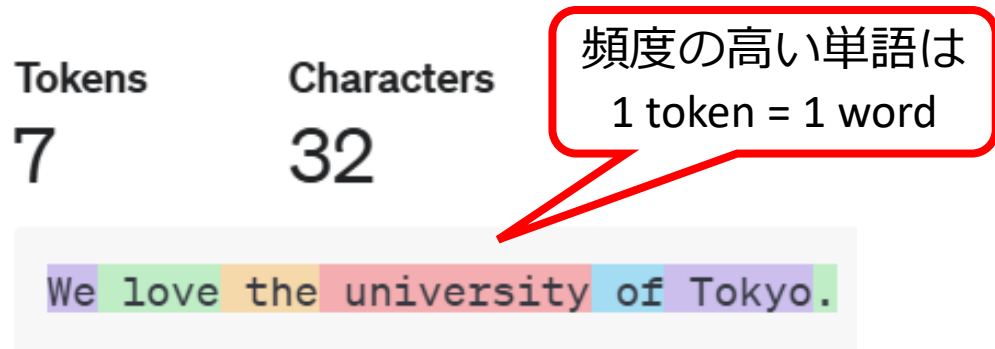 Tokens
Characters
7
32
頻度の高い単語は
1 token = 1 word
We love the university of Tokyo.